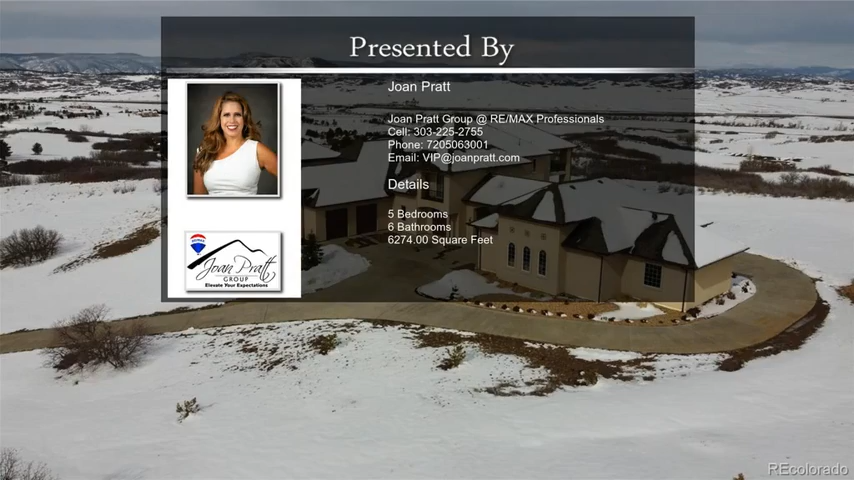 Presented By
Joan Pratt
Joan Pratt Group @ RE/MAX Professionals
Cell: 303-225-2755
Phone: 7205063001
Email: VIP@joanpratt.com
Details
5 Bedrooms
6 Bathrooms
6274.00 Square Feet
RE/MAX
Joan Pratt
GROUP
Elevate Your Expectations
REcolorado